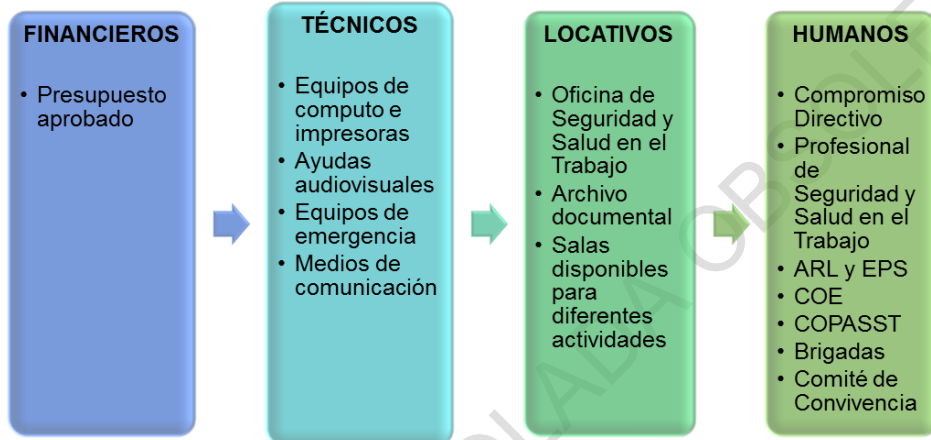 FINANCIEROS
• Presupuesto
aprobado
TÉCNICOS
• Equipos de
computo e
impresoras
• Ayudas
audiovisuales
• Equipos de
emergencia
• Medios de
comunicación
LOCATIVOS
• Oficina de
Seguridad y
Salud en el
Trabajo
• Archivo
documental
• Salas
disponibles
para
diferentes
actividades
HUMANOS
• Compromiso
Directivo
• Profesional
de
Seguridad y
Salud en el
Trabajo
• ARL y EPS
• COE
• COPASST
• Brigadas
• Comité de
Convivencia